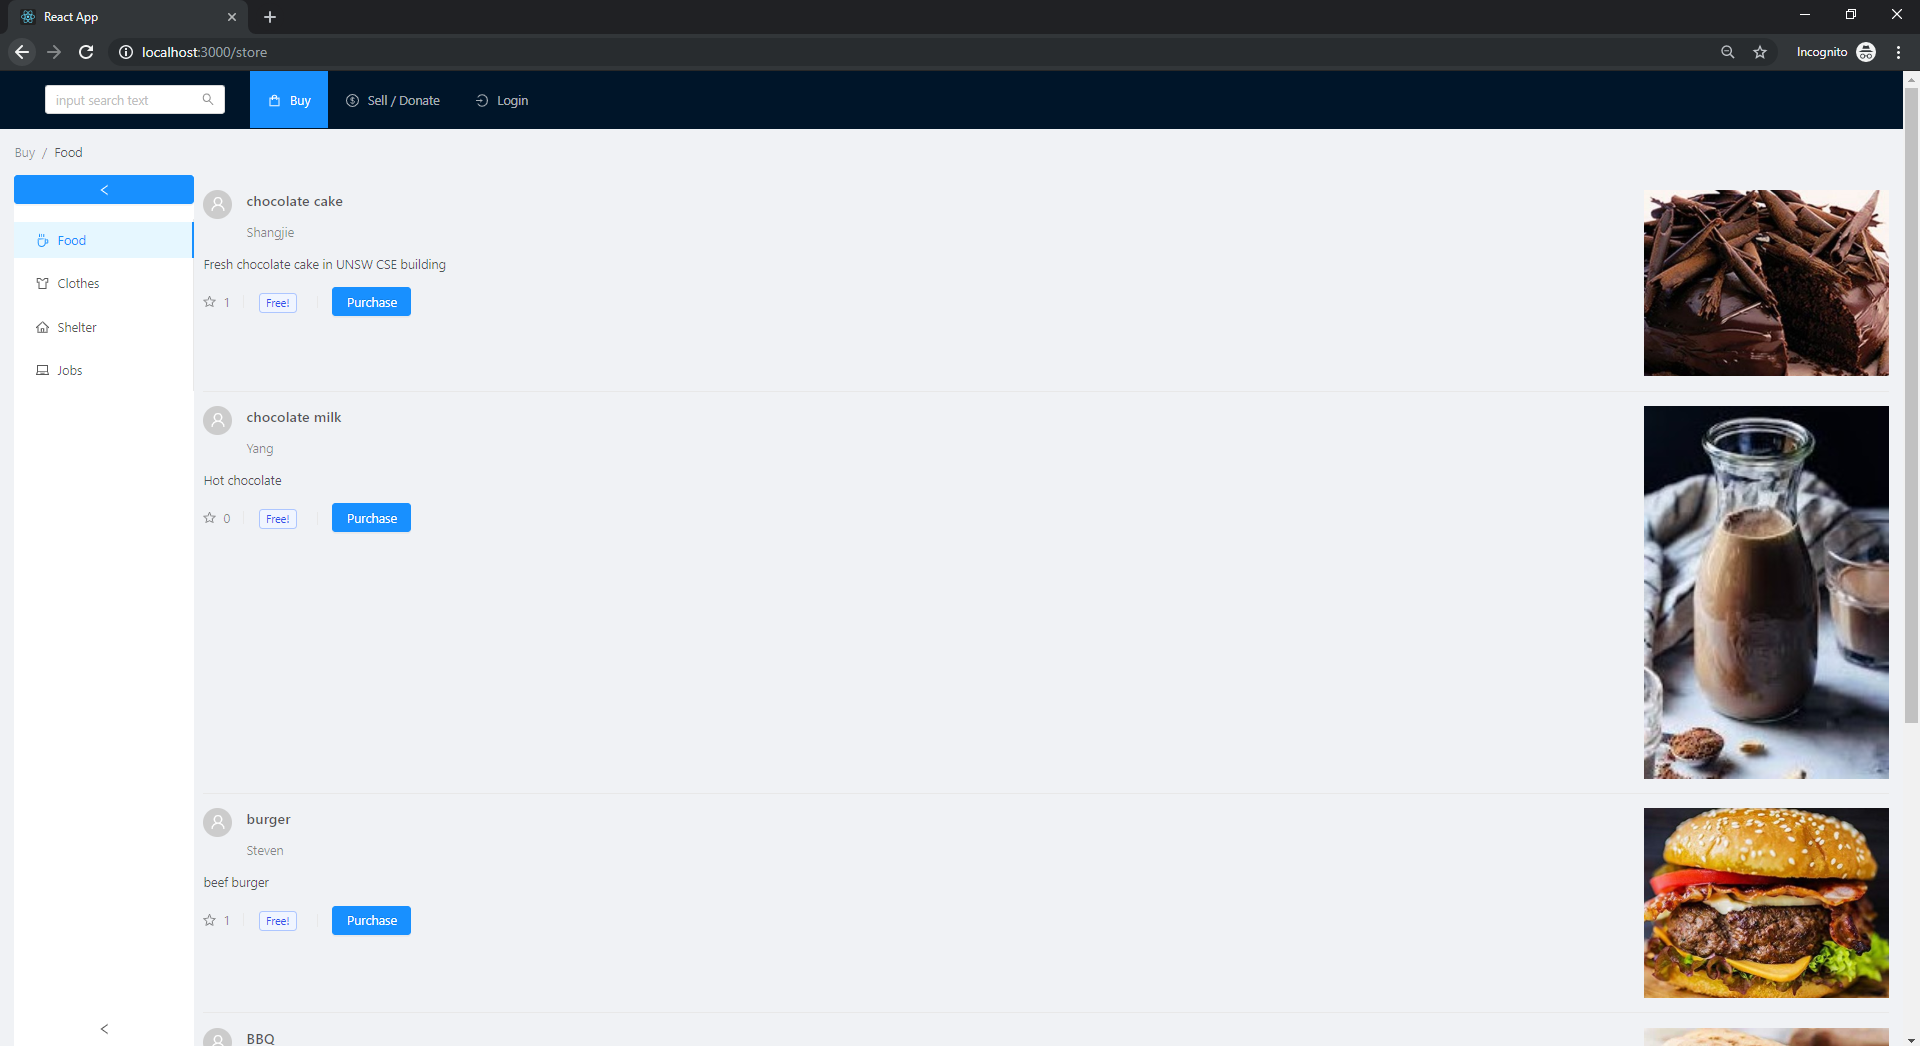 React App
localhost:3000/store
Incognito
input search text
Buy
Sell / Donate
Login
Buy / Food
Food
Clothes
Shelter
Jobs
chocolate cake
Shangjie
Fresh chocolate cake in UNSW CSE building
1 Free! Purchase
chocolate milk
Yang
Hot chocolate
0 Free! Purchase
burger
Steven
beef burger
1 Free! Purchase
BBQ